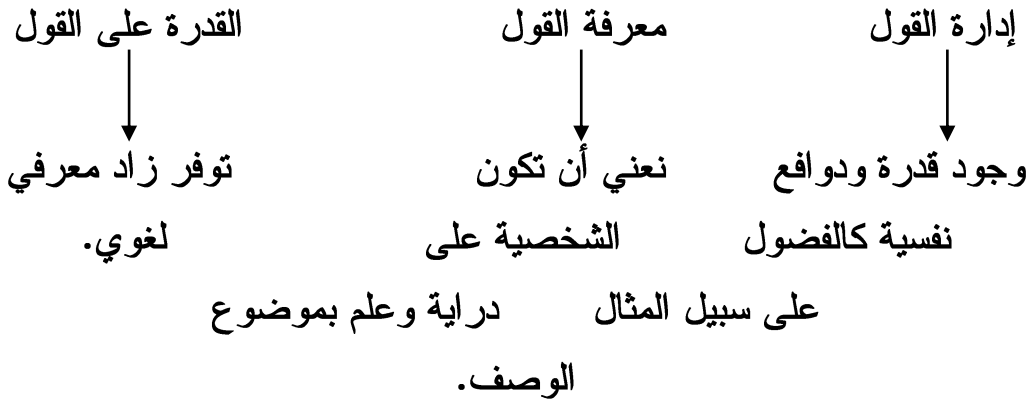 إدارة القول معرفة القول القدرة على القول
وجود قدرة ودوافع نعني أن تكون توفر زاد معرفي
نفسية كالفضول الشخصية على لغوي.
على سبيل المثال دراية وعلم بموضوع
الوصف.